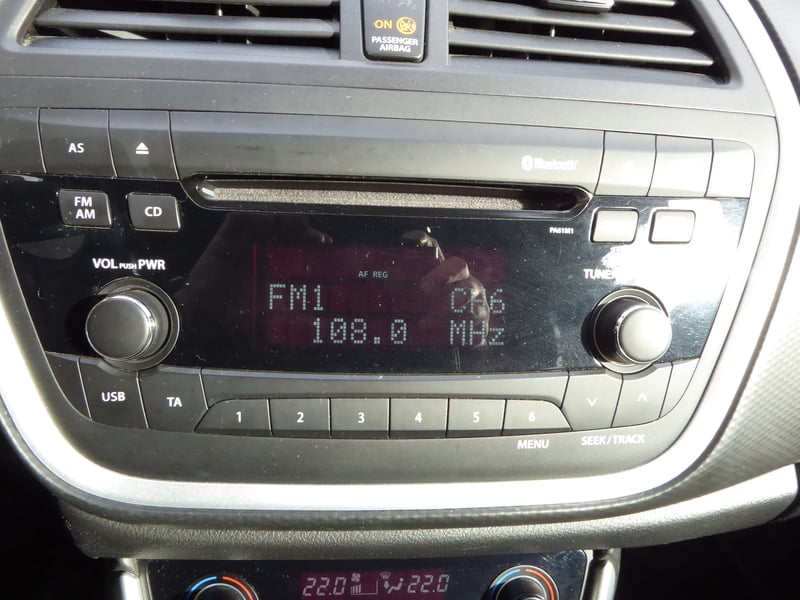 ON
PASSENGER
AIRBAG
AS
Bluetooth
FM
AM
CD
PA61M1
VOL PUSH PWR
TUNE
AF REG
FM1 CH6
108.0 MHz
USB
TA
1 2 3 4 5 6
MENU
SEEK/TRACK
22.0 22.0